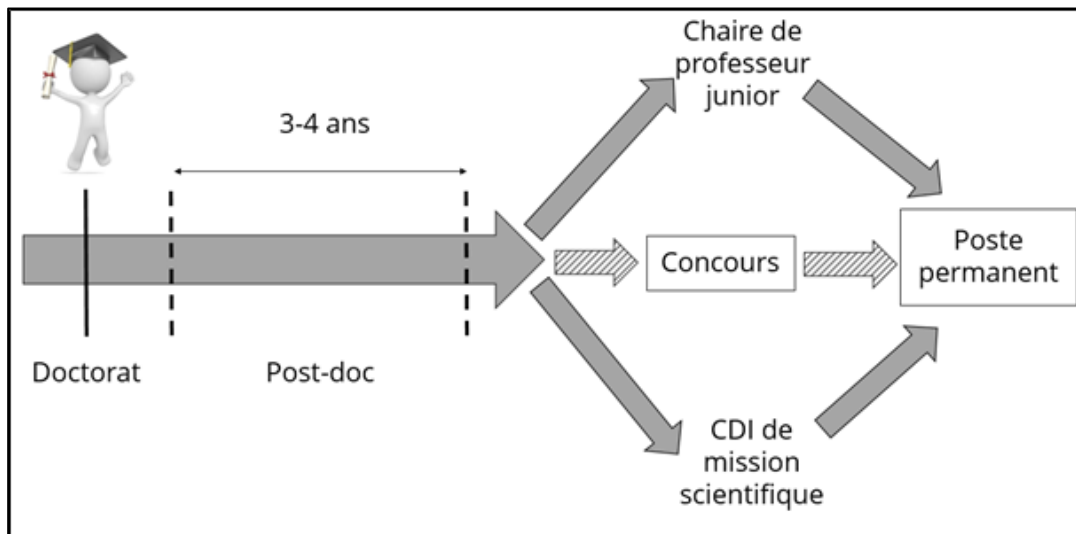 Chaire de
professeur
junior
3-4 ans
Concours
Poste
permanent
Doctorat
Post-doc
CDI de
mission
scientifique